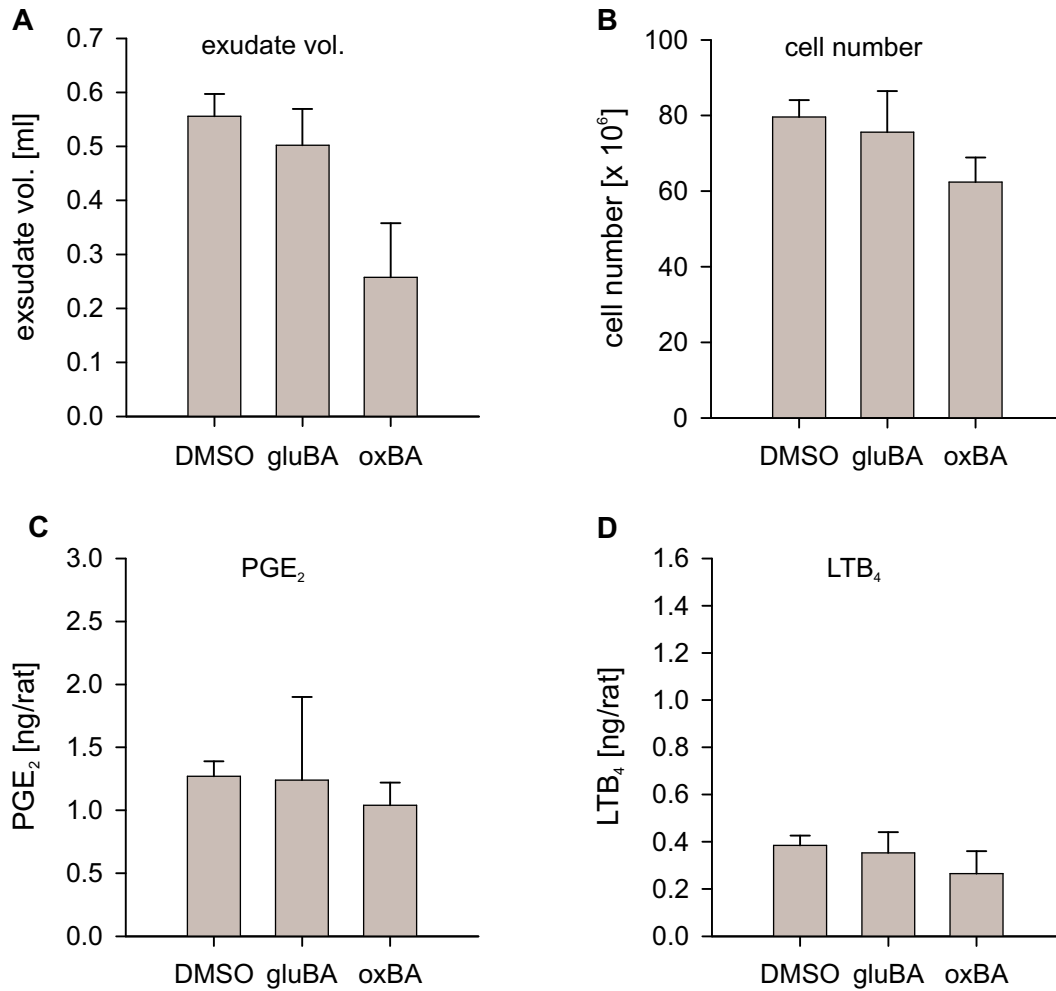 A
exudate vol.
exsudate vol. [ml]
0.7
0.6
0.5
0.4
0.3
0.2
0.1
0.0
DMSO gluBA oxBA
B
cell number
cell number [x 10⁶]
100
80
60
40
20
0
DMSO gluBA oxBA
C
PGE₂
PGE₂ [ng/rat]
3.0
2.5
2.0
1.5
1.0
0.5
0.0
DMSO gluBA oxBA
D
LTB₄
LTB₄ [ng/rat]
1.6
1.4
1.2
1.0
0.8
0.6
0.4
0.2
0.0
DMSO gluBA oxBA